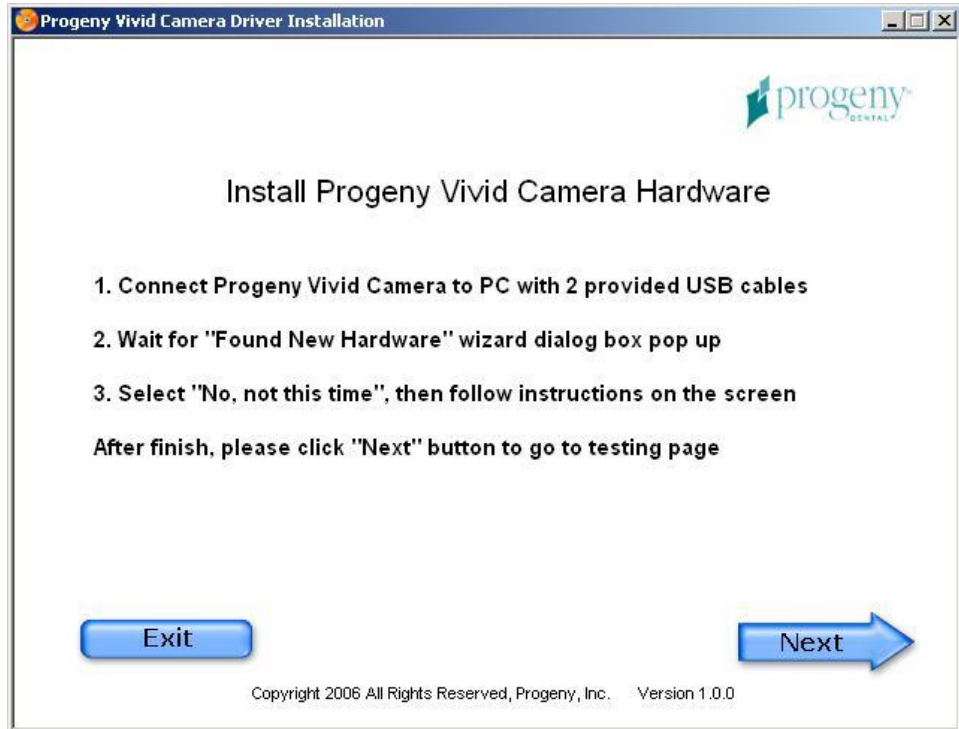 Progeny Vivid Camera Driver Installation
progeny™
DENTAL
Install Progeny Vivid Camera Hardware
1. Connect Progeny Vivid Camera to PC with 2 provided USB cables
2. Wait for "Found New Hardware" wizard dialog box pop up
3. Select "No, not this time", then follow instructions on the screen
After finish, please click "Next" button to go to testing page
Exit
Next
Copyright 2006 All Rights Reserved, Progeny, Inc. Version 1.0.0